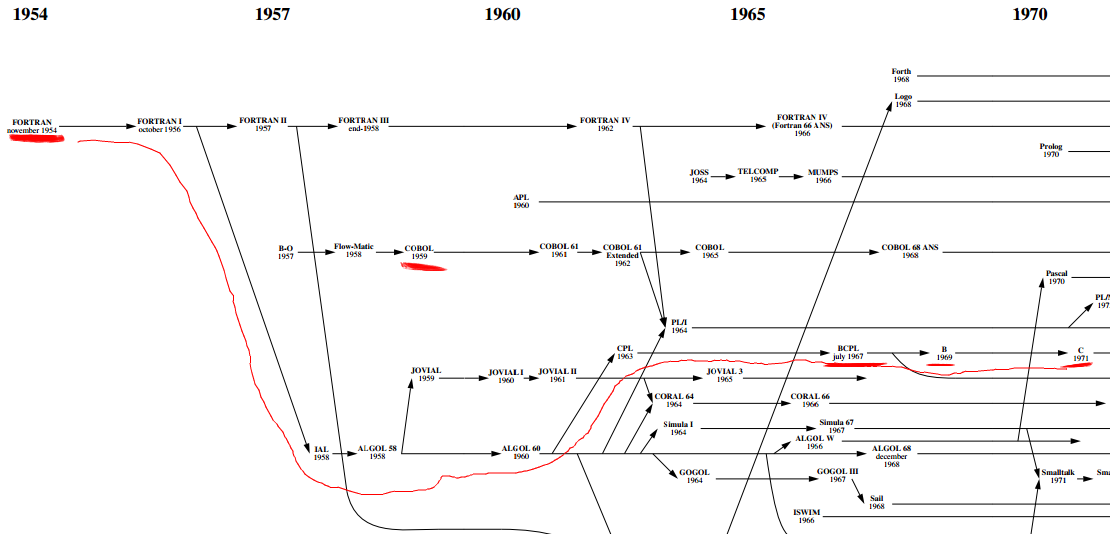 1954 1957 1960 1965 1970
Forth
1968
Logo
1968
FORTRAN
november 1954
FORTRAN I
october 1956
FORTRAN II
1957
FORTRAN III
end-1958
FORTRAN IV
1962
FORTRAN IV
(Fortran 66 ANS)
1966
Prolog
1970
JOSS
1964
TELCOMP
1965
MUMPS
1966
APL
1960
B-O
1957
Flow-Matic
1958
COBOL
1959
COBOL 61
1961
COBOL 61
Extended
1962
COBOL
1965
COBOL 68 ANS
1968
Pascal
1970
PL/M
197
PL/I
1964
CPL
1963
BCPL
july 1967
B
1969
C
1971
JOVIAL
1959
JOVIAL I
1960
JOVIAL II
1961
JOVIAL 3
1965
CORAL 64
1964
CORAL 66
1966
Simula I
1964
Simula 67
1967
IAL
1958
ALGOL 58
1958
ALGOL 60
1960
ALGOL W
1966
ALGOL 68
december
1968
GOGOL
1964
GOGOL III
1967
Sail
1968
Smalltalk
1971
Sma
ISWIM
1966